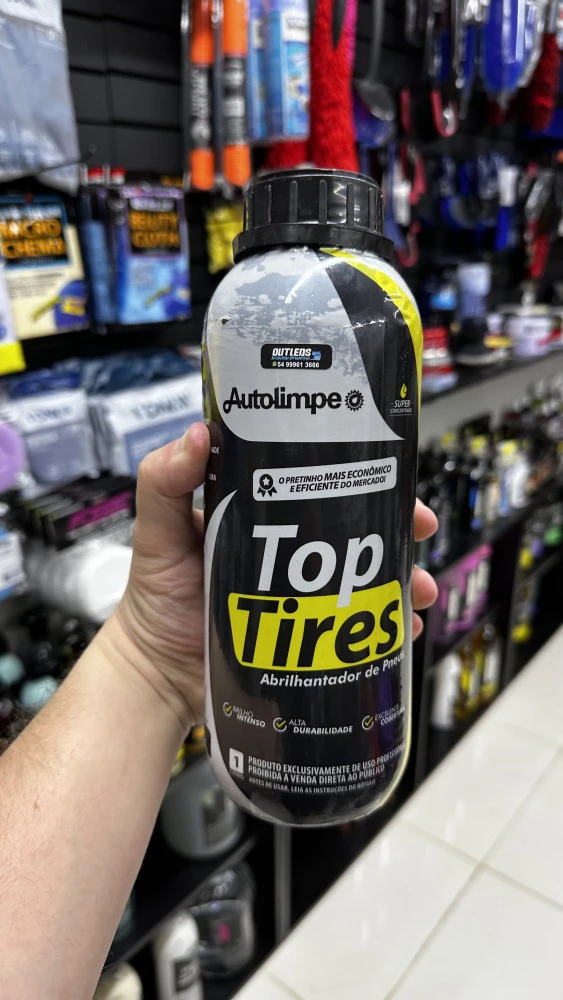 OUTLEDS
54 99961 3666
Autolimpe
SUPER
CONCENTRADO
O PRETINHO MAIS ECONÔMICO
E EFICIENTE DO MERCADO!
Top
Tires
Abrilhantador de Pneus
BRILHO
INTENSO
ALTA
DURABILIDADE
EXCELENTE
COBERTURA
1
LITRO
PRODUTO EXCLUSIVAMENTE DE USO PROFISSIONAL
PROIBIDA A VENDA DIRETA AO PÚBLICO
ANTES DE USAR, LEIA AS INSTRUÇÕES DO RÓTULO